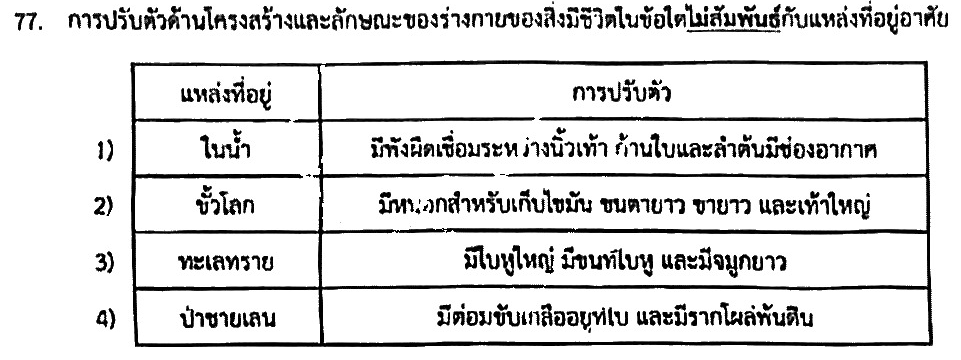 77. การปรับตัวด้านโครงสร้างและลักษณะของร่างกายของสิ่งมีชีวิตในข้อใดไม่สัมพันธ์กับแหล่งที่อยู่อาศัย
แหล่งที่อยู่ การปรับตัว
1) ในน้ำ มีพังผืดเชื่อมระหว่างนิ้วเท้า ก้านใบและลำต้นมีช่องอากาศ
2) ขั้วโลก มีหนอกสำหรับเก็บไขมัน ขนตายาว ขายาว และเท้าใหญ่
3) ทะเลทราย มีใบหูใหญ่ มีขนที่ใบหู และมีจมูกยาว
4) ป่าชายเลน มีต่อมขับเกลืออยู่ที่ใบ และมีรากโผล่พ้นดิน